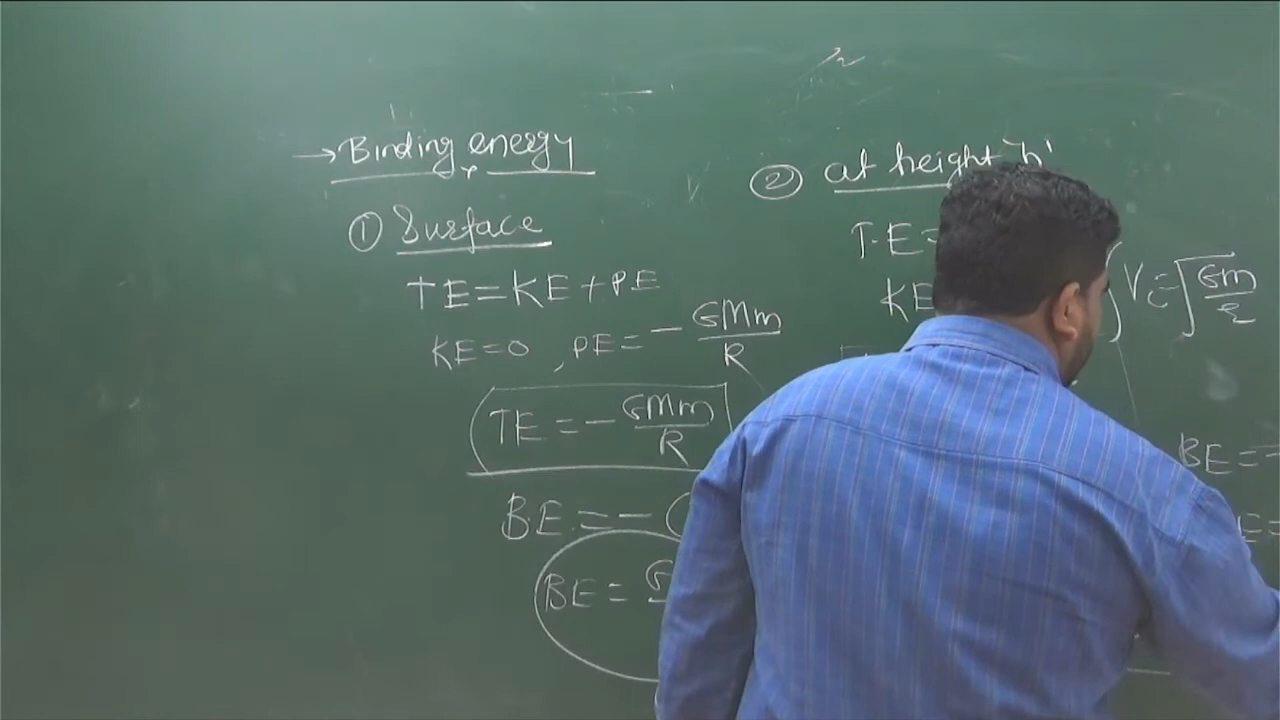 → Binding energy
① Surface
TE = KE + PE
KE = 0 , PE = - GMm/R
TE = - GMm/R
B.E. = - (
BE = G
② at height 'h'
T.E =
KE
Vc = √Gm/r
BE = -
E =